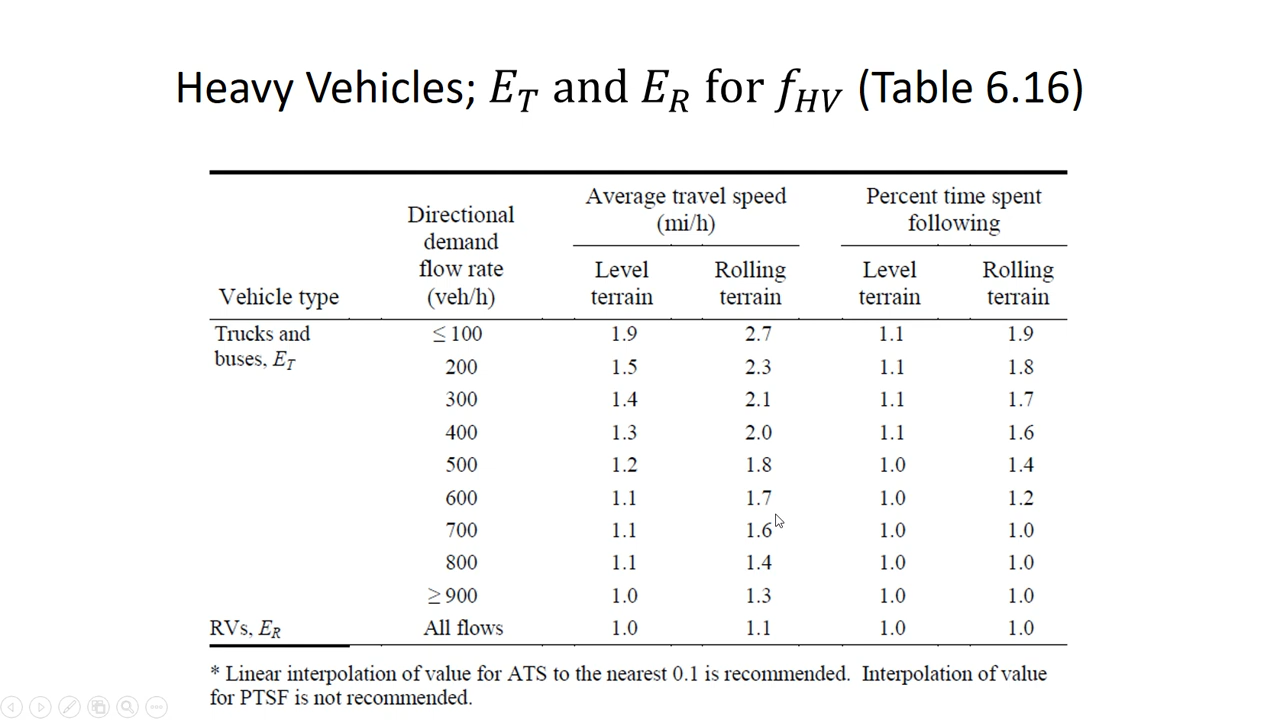 Heavy Vehicles; E_T and E_R for f_HV (Table 6.16)
Average travel speed (mi/h)
Percent time spent following
Vehicle type
Directional demand flow rate (veh/h)
Level terrain
Rolling terrain
Level terrain
Rolling terrain
Trucks and buses, E_T
≤ 100 1.9 2.7 1.1 1.9
200 1.5 2.3 1.1 1.8
300 1.4 2.1 1.1 1.7
400 1.3 2.0 1.1 1.6
500 1.2 1.8 1.0 1.4
600 1.1 1.7 1.0 1.2
700 1.1 1.6 1.0 1.0
800 1.1 1.4 1.0 1.0
≥ 900 1.0 1.3 1.0 1.0
RVs, E_R All flows 1.0 1.1 1.0 1.0
* Linear interpolation of value for ATS to the nearest 0.1 is recommended. Interpolation of value
for PTSF is not recommended.